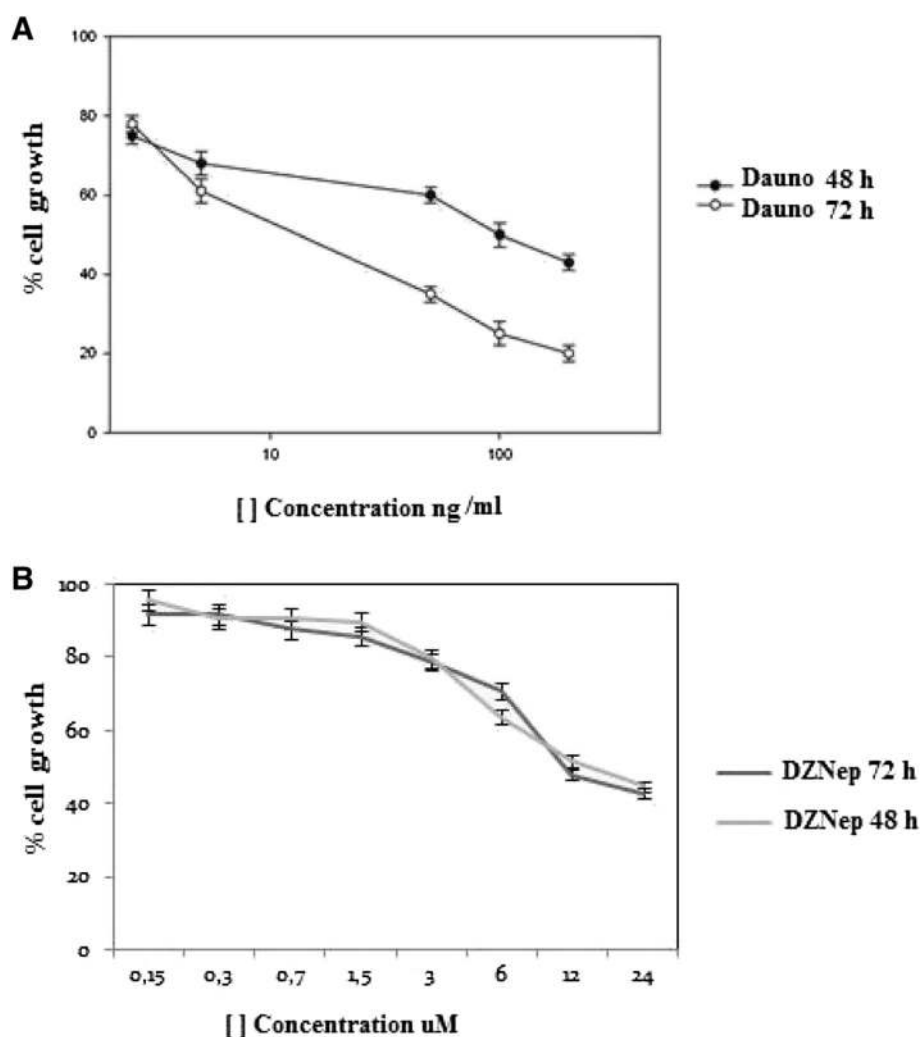 A
100
80
60
40
20
0
% cell growth
10 100
[ ] Concentration ng /ml
Dauno 48 h
Dauno 72 h
B
100
80
60
40
20
0
% cell growth
0,15 0,3 0,7 1,5 3 6 12 24
[ ] Concentration uM
DZNep 72 h
DZNep 48 h